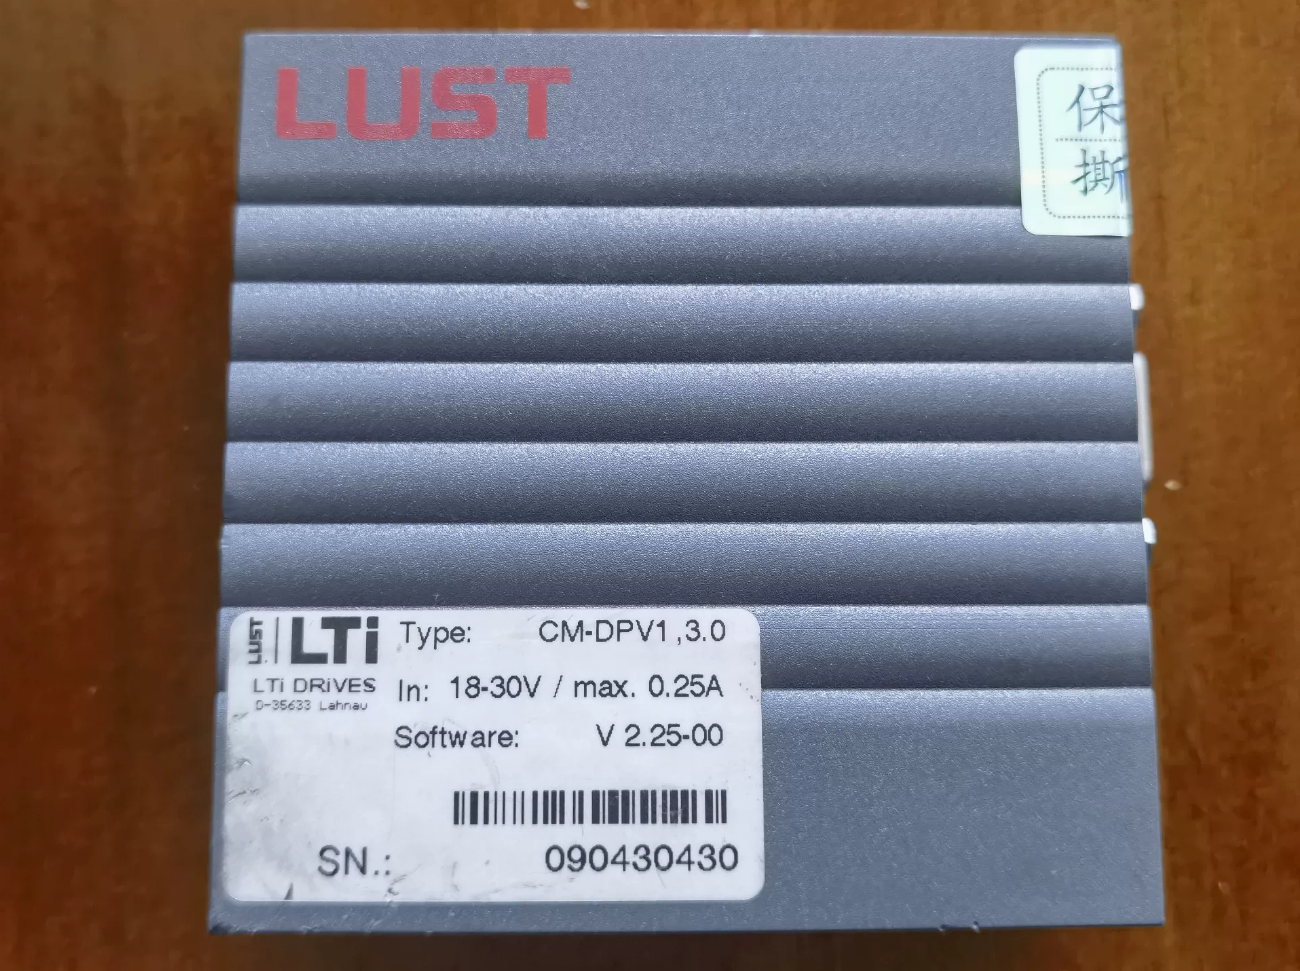 LUST
保
撕
LUST LTi
LTi DRiVES
D-35633 Lahnau
Type: CM-DPV1,3.0
In: 18-30V / max. 0.25A
Software: V 2.25-00
SN.: 090430430